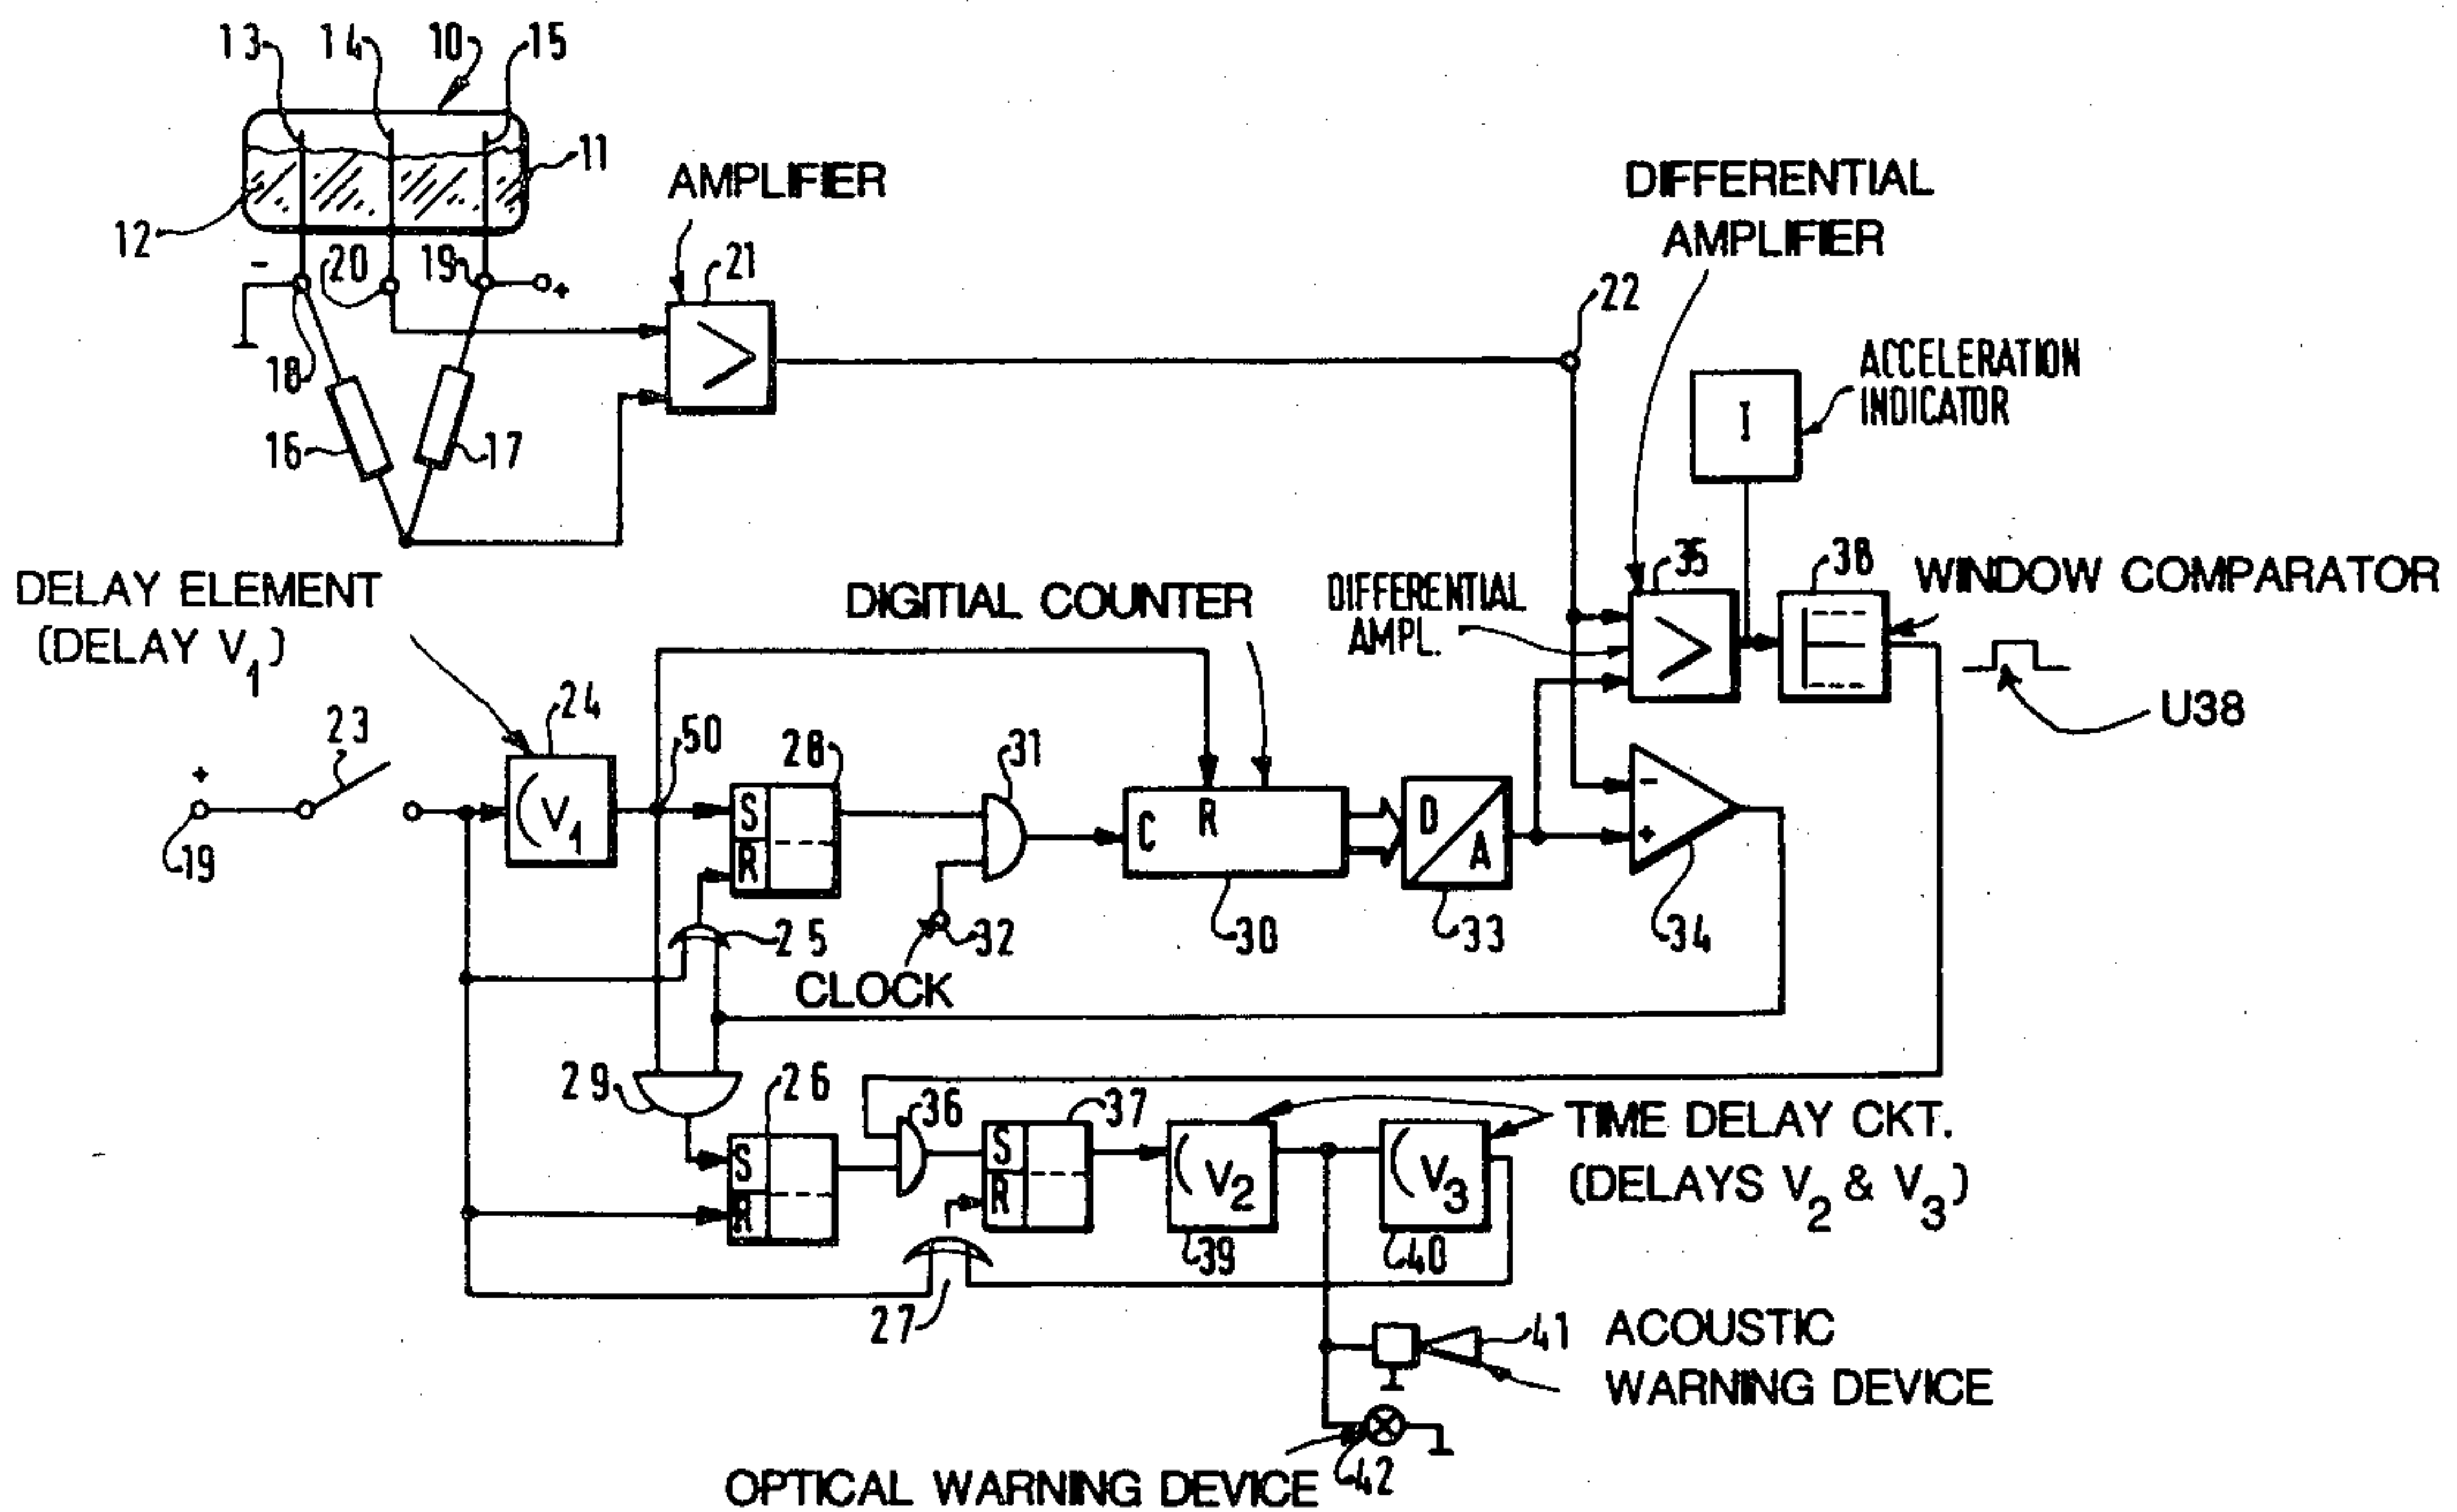 13 14 10 15
11
12
AMPLIFIER
DIFFERENTIAL
AMPLIFIER
- 20 19 +
21
22
18
16 17
ACCELERATION
INDICATOR
I
DELAY ELEMENT
(DELAY V1)
DIGITIAL COUNTER
DIFFERENTIAL
AMPL.
35
38
WINDOW COMPARATOR
U38
23
24
50
28
31
+
19
(V1
S
R
C R
D
A
-
+
25
32
30
33
34
CLOCK
29
26
36
37
TIME DELAY CKT.
(DELAYS V2 & V3)
S
R
S
R
(V2
(V3
39
40
27
41
ACOUSTIC
WARNING DEVICE
42
OPTICAL WARNING DEVICE